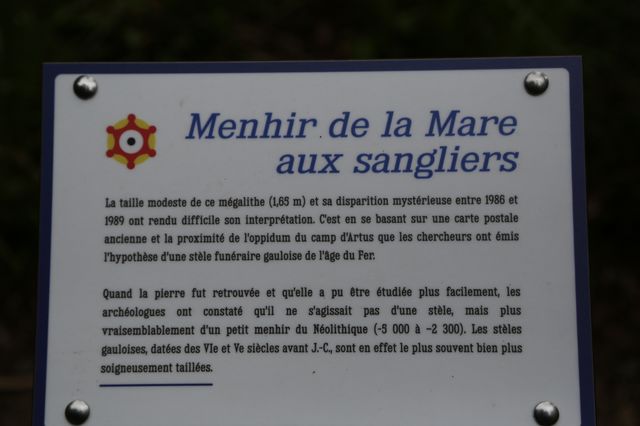 Menhir de la Mare
aux sangliers
La taille modeste de ce mégalithe (1,65 m) et sa disparition mystérieuse entre 1986 et
1989 ont rendu difficile son interprétation. C'est en se basant sur une carte postale
ancienne et la proximité de l'oppidum du camp d'Artus que les chercheurs ont émis
l'hypothèse d'une stèle funéraire gauloise de l'âge du Fer.
Quand la pierre fut retrouvée et qu'elle a pu être étudiée plus facilement, les
archéologues ont constaté qu'il ne s'agissait pas d'une stèle, mais plus
vraisemblablement d'un petit menhir du Néolithique (-5 000 à –2 300). Les stèles
gauloises, datées des VIe et Ve siècles avant J.-C., sont en effet le plus souvent bien plus
soigneusement taillées.